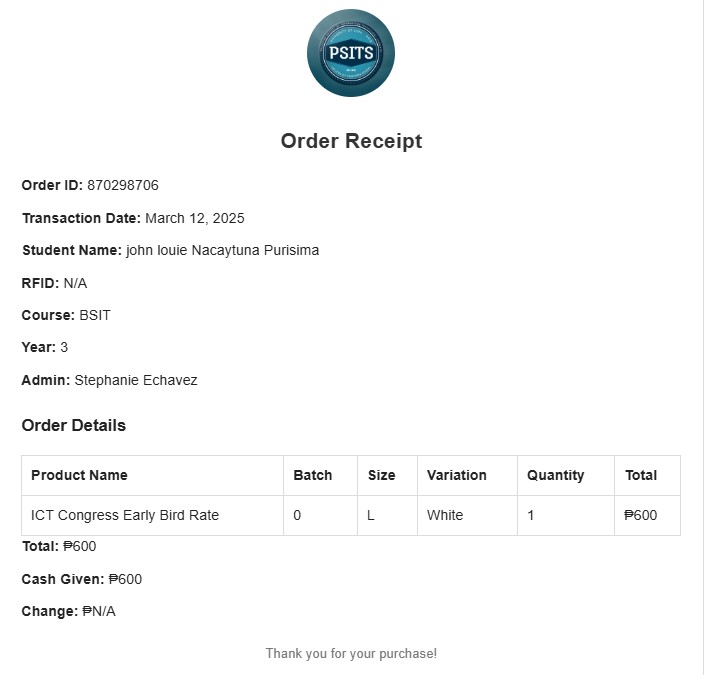 PSITS
Order Receipt
Order ID: 870298706
Transaction Date: March 12, 2025
Student Name: john louie Nacaytuna Purisima
RFID: N/A
Course: BSIT
Year: 3
Admin: Stephanie Echavez
Order Details
Product Name Batch Size Variation Quantity Total
ICT Congress Early Bird Rate 0 L White 1 ₱600
Total: ₱600
Cash Given: ₱600
Change: ₱N/A
Thank you for your purchase!